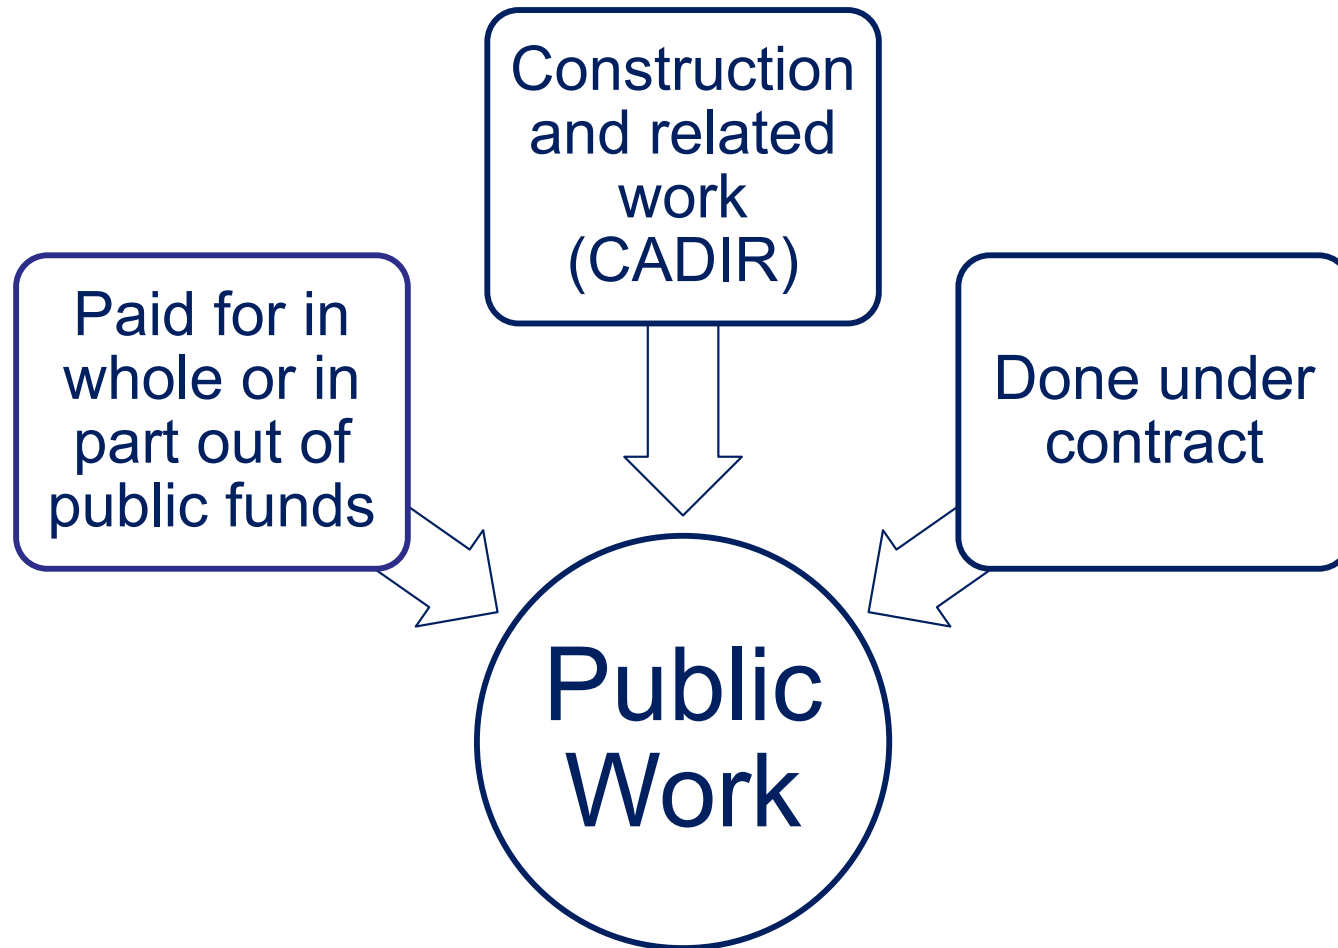 Construction
and related
work
(CADIR)
Paid for in
whole or in
part out of
public funds
Done under
contract
Public
Work